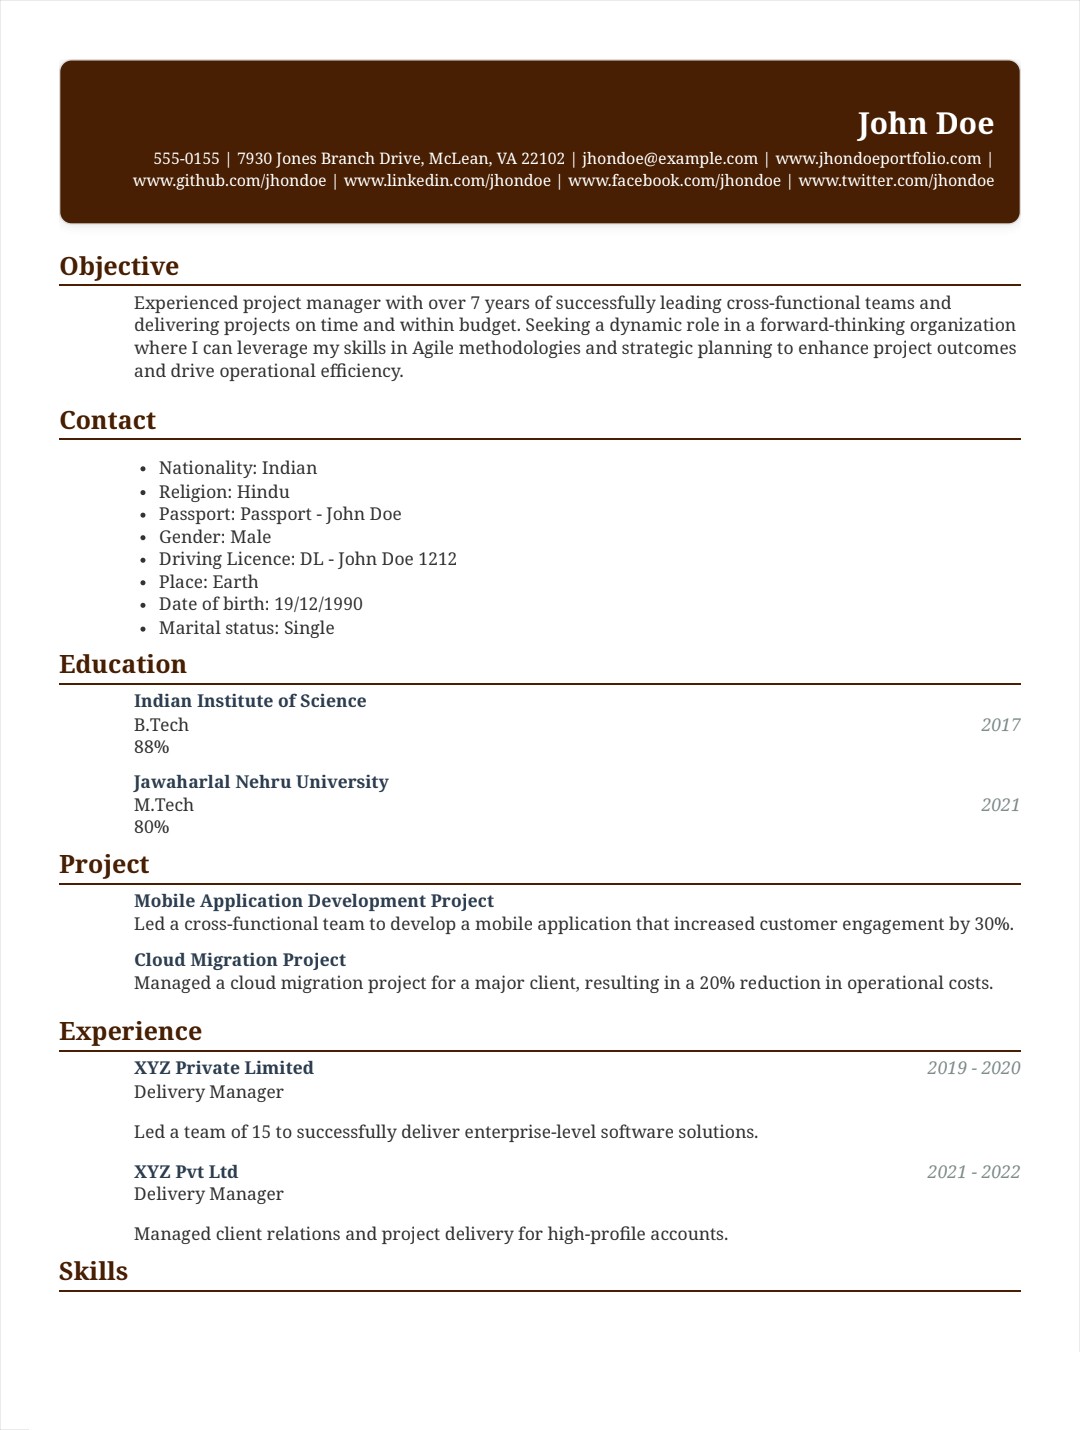 John Doe
555-0155 | 7930 Jones Branch Drive, McLean, VA 22102 | jhondoe@example.com | www.jhondoeportfolio.com |
www.github.com/jhondoe | www.linkedin.com/jhondoe | www.facebook.com/jhondoe | www.twitter.com/jhondoe
Objective
Experienced project manager with over 7 years of successfully leading cross-functional teams and
delivering projects on time and within budget. Seeking a dynamic role in a forward-thinking organization
where I can leverage my skills in Agile methodologies and strategic planning to enhance project outcomes
and drive operational efficiency.
Contact
• Nationality: Indian
• Religion: Hindu
• Passport: Passport - John Doe
• Gender: Male
• Driving Licence: DL - John Doe 1212
• Place: Earth
• Date of birth: 19/12/1990
• Marital status: Single
Education
Indian Institute of Science
B.Tech 2017
88%
Jawaharlal Nehru University
M.Tech 2021
80%
Project
Mobile Application Development Project
Led a cross-functional team to develop a mobile application that increased customer engagement by 30%.
Cloud Migration Project
Managed a cloud migration project for a major client, resulting in a 20% reduction in operational costs.
Experience
XYZ Private Limited 2019 - 2020
Delivery Manager
Led a team of 15 to successfully deliver enterprise-level software solutions.
XYZ Pvt Ltd 2021 - 2022
Delivery Manager
Managed client relations and project delivery for high-profile accounts.
Skills